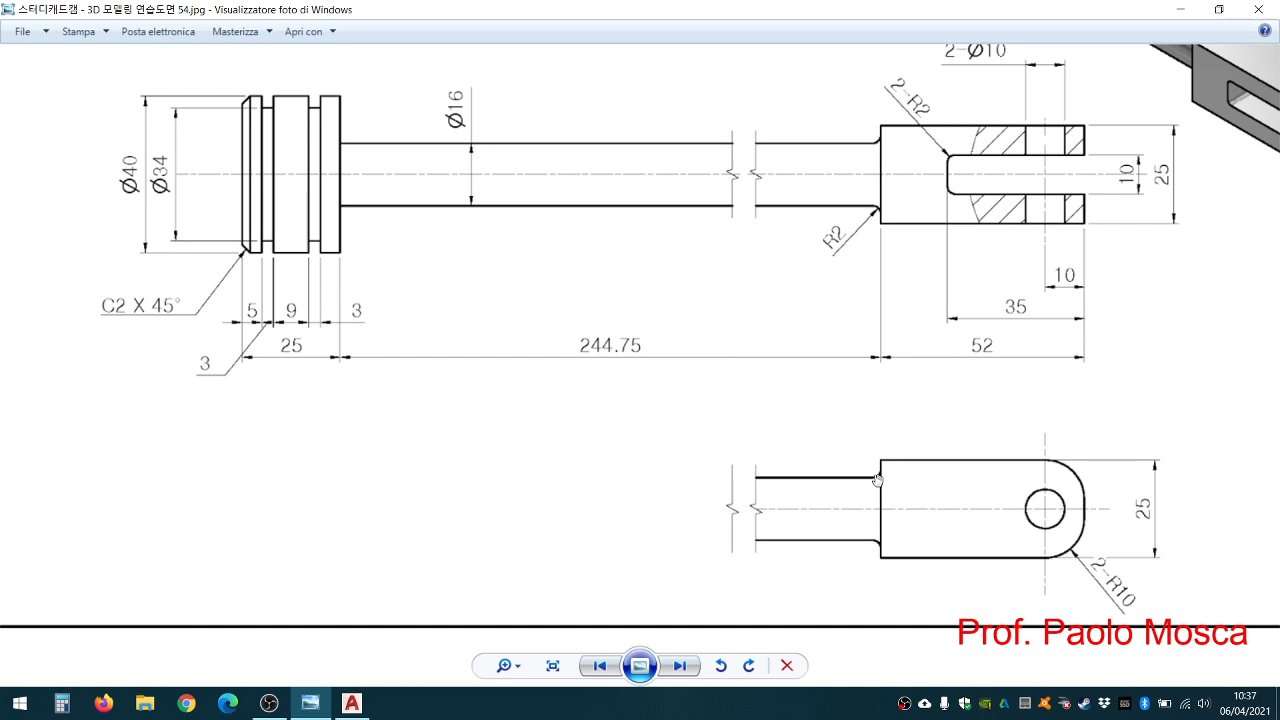 스터디캐드캠 - 3D 모델링 연습도면 54.jpg - Visualizzatore foto di Windows
File Stampa Posta elettronica Masterizza Apri con
2-Ø10
2-R2
Ø16
Ø40
Ø34
10
25
R2
10
C2 X 45°
5 9 3
35
3
25 244.75 52
25
2-R10
Prof. Paolo Mosca
10:37
06/04/2021